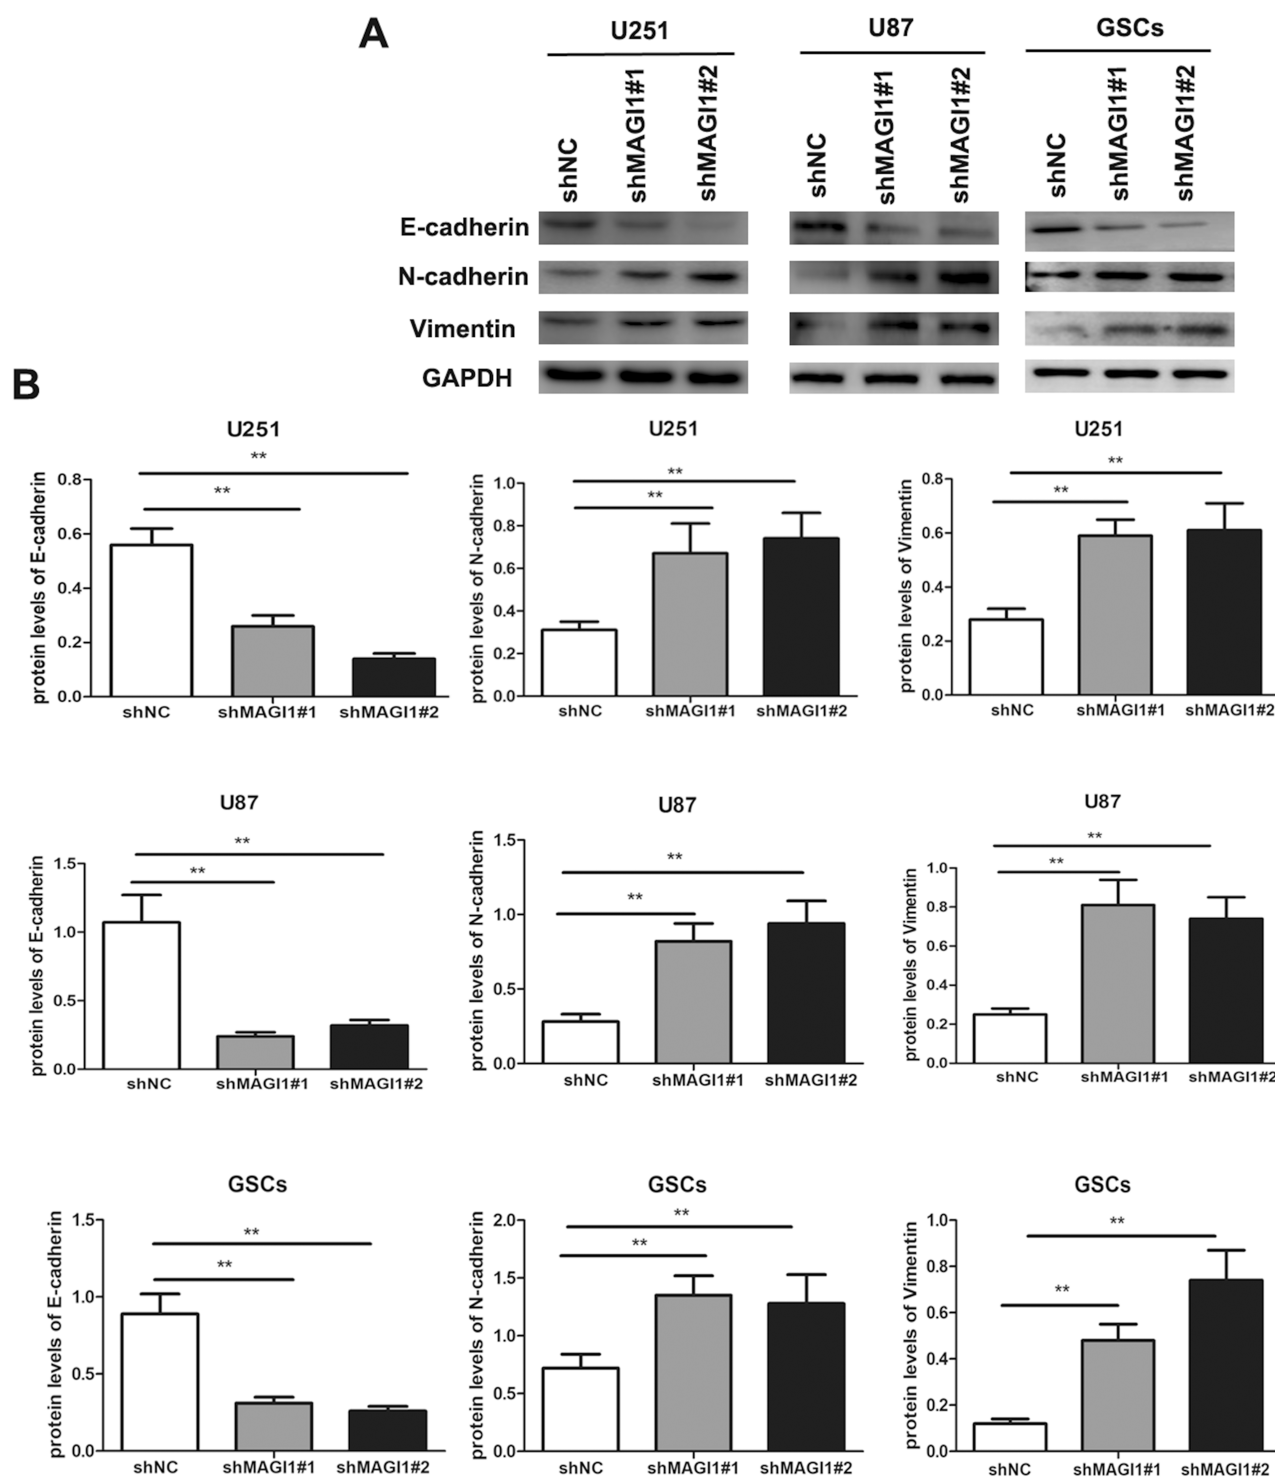 A
U251 U87 GSCs
shNC shMAGI1#1 shMAGI1#2 shNC shMAGI1#1 shMAGI1#2 shNC shMAGI1#1 shMAGI1#2
E-cadherin
N-cadherin
Vimentin
GAPDH
B
U251
**
**
protein levels of E-cadherin
0.8
0.6
0.4
0.2
0.0
shNC shMAGI1#1 shMAGI1#2
U251
**
**
protein levels of N-cadherin
1.0
0.8
0.6
0.4
0.2
0.0
shNC shMAGI1#1 shMAGI1#2
U251
**
**
protein levels of Vimentin
0.8
0.6
0.4
0.2
0.0
shNC shMAGI1#1 shMAGI1#2
U87
**
**
protein levels of E-cadherin
1.5
1.0
0.5
0.0
shNC shMAGI1#1 shMAGI1#2
U87
**
**
protein levels of N-cadherin
1.5
1.0
0.5
0.0
shNC shMAGI1#1 shMAGI1#2
U87
**
**
protein levels of Vimentin
1.0
0.8
0.6
0.4
0.2
0.0
shNC shMAGI1#1 shMAGI1#2
GSCs
**
**
protein levels of E-cadherin
1.5
1.0
0.5
0.0
shNC shMAGI1#1 shMAGI1#2
GSCs
**
**
protein levels of N-cadherin
2.0
1.5
1.0
0.5
0.0
shNC shMAGI1#1 shMAGI1#2
GSCs
**
**
protein levels of Vimentin
1.0
0.8
0.6
0.4
0.2
0.0
shNC shMAGI1#1 shMAGI1#2